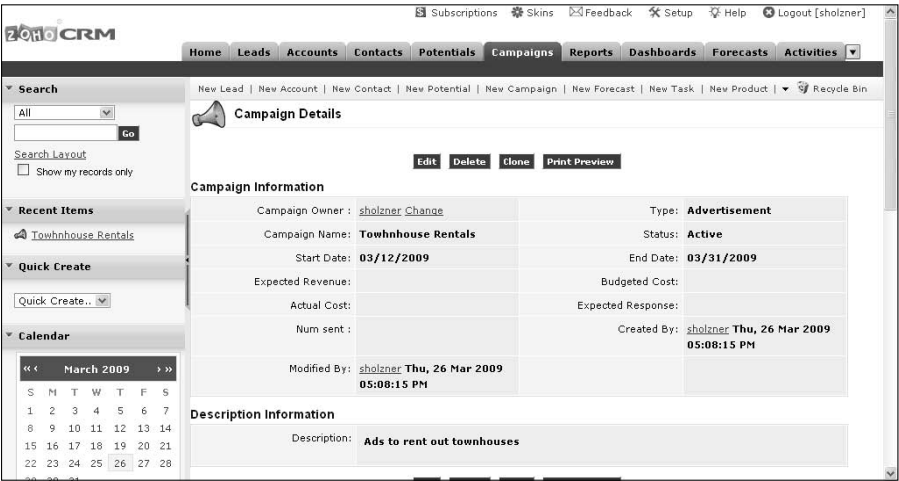 Subscriptions Skins Feedback Setup Help Logout [sholzner]
ZOHO CRM
Home Leads Accounts Contacts Potentials Campaigns Reports Dashboards Forecasts Activities
New Lead | New Account | New Contact | New Potential | New Campaign | New Forecast | New Task | New Product | Recycle Bin
Search
All
Go
Search Layout
Show my records only
Recent Items
Towhnhouse Rentals
Quick Create
Quick Create..
Calendar
<< < March 2009 > >>
S M T W T F S
1 2 3 4 5 6 7
8 9 10 11 12 13 14
15 16 17 18 19 20 21
22 23 24 25 26 27 28
29 30 31
Campaign Details
Edit Delete Clone Print Preview
Campaign Information
Campaign Owner : sholzner Change Type: Advertisement
Campaign Name: Towhnhouse Rentals Status: Active
Start Date: 03/12/2009 End Date: 03/31/2009
Expected Revenue: Budgeted Cost:
Actual Cost: Expected Response:
Num sent : Created By: sholzner Thu, 26 Mar 2009
05:08:15 PM
Modified By: sholzner Thu, 26 Mar 2009
05:08:15 PM
Description Information
Description: Ads to rent out townhouses